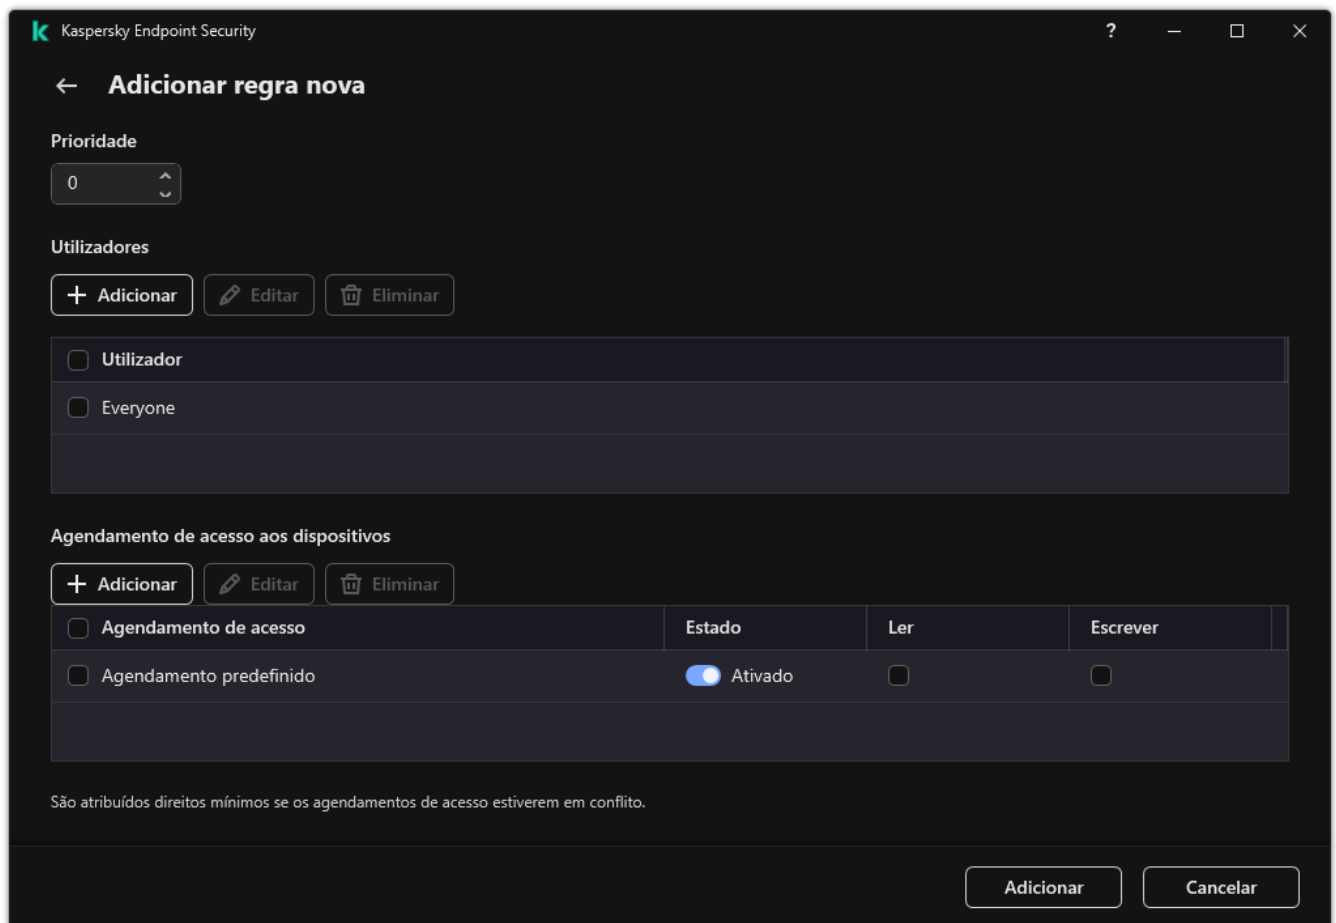 Kaspersky Endpoint Security ?
Adicionar regra nova
Prioridade
0
Utilizadores
Adicionar Editar Eliminar
Utilizador
Everyone
Agendamento de acesso aos dispositivos
Adicionar Editar Eliminar
Agendamento de acesso Estado Ler Escrever
Agendamento predefinido Ativado
São atribuídos direitos mínimos se os agendamentos de acesso estiverem em conflito.
Adicionar Cancelar